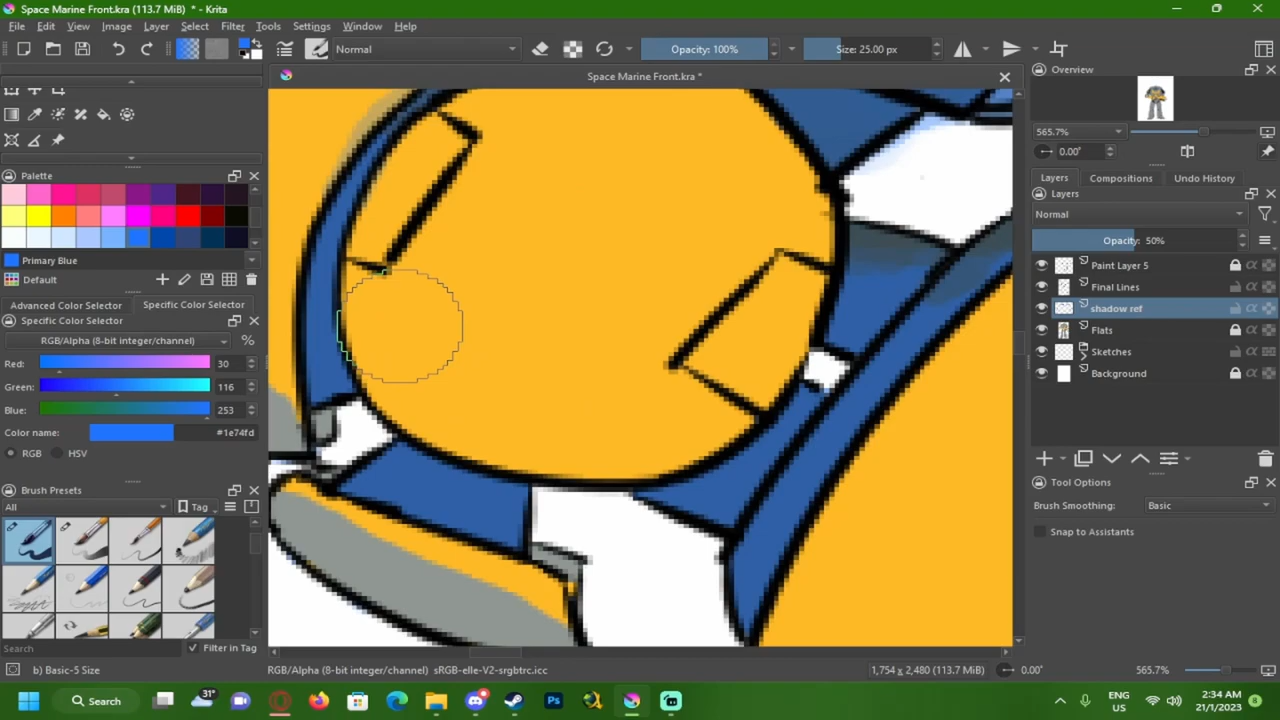 Space Marine Front.kra (113.7 MiB) * - Krita
File Edit View Image Layer Select Filter Tools Settings Window Help
Normal
Opacity: 100%
Size: 25.00 px
Space Marine Front.kra *
Overview
565.7%
0.00°
Layers Compositions Undo History
Layers
Normal
Opacity: 50%
Paint Layer 5
Final Lines
shadow ref
Flats
Sketches
Background
Tool Options
Brush Smoothing: Basic
Snap to Assistants
Palette
Primary Blue
Default
Advanced Color Selector Specific Color Selector
Specific Color Selector
RGB/Alpha (8-bit integer/channel) %
Red: 30
Green: 116
Blue: 253
Color name: #1e74fd
RGB HSV
Brush Presets
All Tag
Search Filter in Tag
b) Basic-5 Size
RGB/Alpha (8-bit integer/channel) sRGB-elle-V2-srgbtrc.icc
1,754 x 2,480 (113.7 MiB)
0.00°
565.7%
Search
31°
Ps
ENG
US
2:34 AM
21/1/2023
8